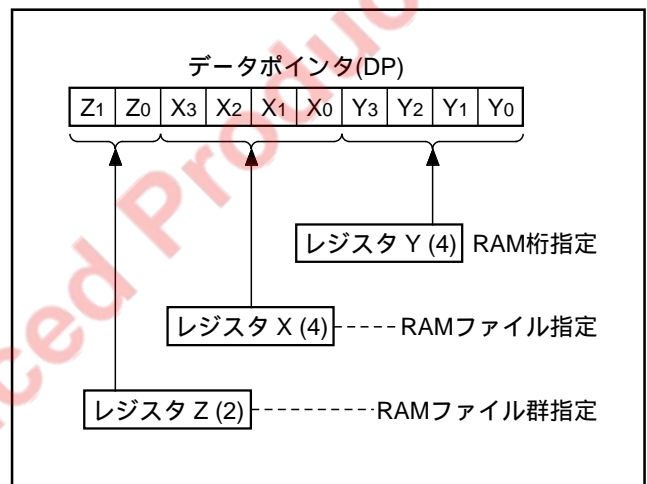 データポインタ(DP)
Z1 Z0 X3 X2 X1 X0 Y3 Y2 Y1 Y0
レジスタ Y (4) RAM桁指定
レジスタ X (4) RAMファイル指定
レジスタ Z (2) RAMファイル群指定
ced Produc